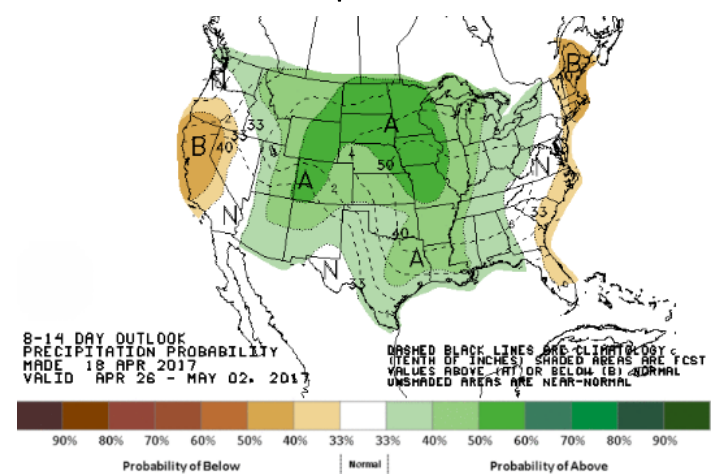 N
B
A
33
33
B
40
50
A
N
N
33
40
A
N
33
8-14 DAY OUTLOOK
PRECIPITATION PROBABILITY
MADE 18 APR 2017
VALID APR 26 - MAY 02, 2017
DASHED BLACK LINES ARE CLIMATOLOGY
(TENTH OF INCHES) SHADED AREAS ARE FCST
VALUES ABOVE (A) OR BELOW (B) NORMAL
UNSHADED AREAS ARE NEAR-NORMAL
90% 80% 70% 60% 50% 40% 33% 33% 40% 50% 60% 70% 80% 90%
Probability of Below Normal Probability of Above